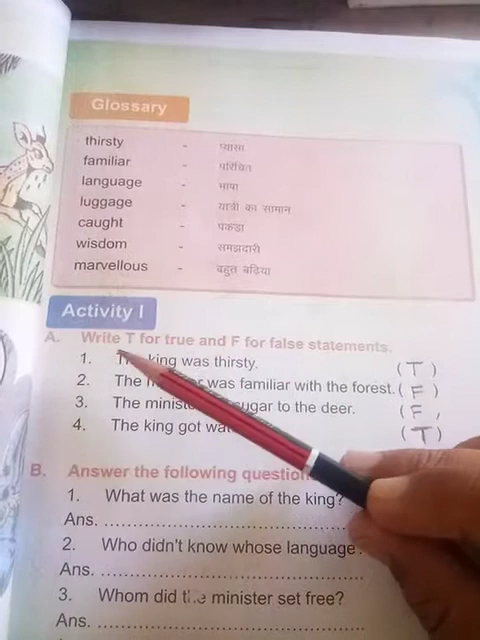 Glossary
thirsty - प्यासा
familiar - परिचित
language - भाषा
luggage - यात्री का सामान
caught - पकडा
wisdom - समझदारी
marvellous - बहुत बढिया
Activity I
A. Write T for true and F for false statements.
1. The king was thirsty. (T)
2. The was familiar with the forest. (F)
3. The sugar to the deer. (F,
4. The king got (T)
B. Answer the following
1. What was the name of the king?
Ans. ........................................
2. Who didn't know whose language
Ans. ........................................
3. Whom did the minister set free?
Ans. ........................................